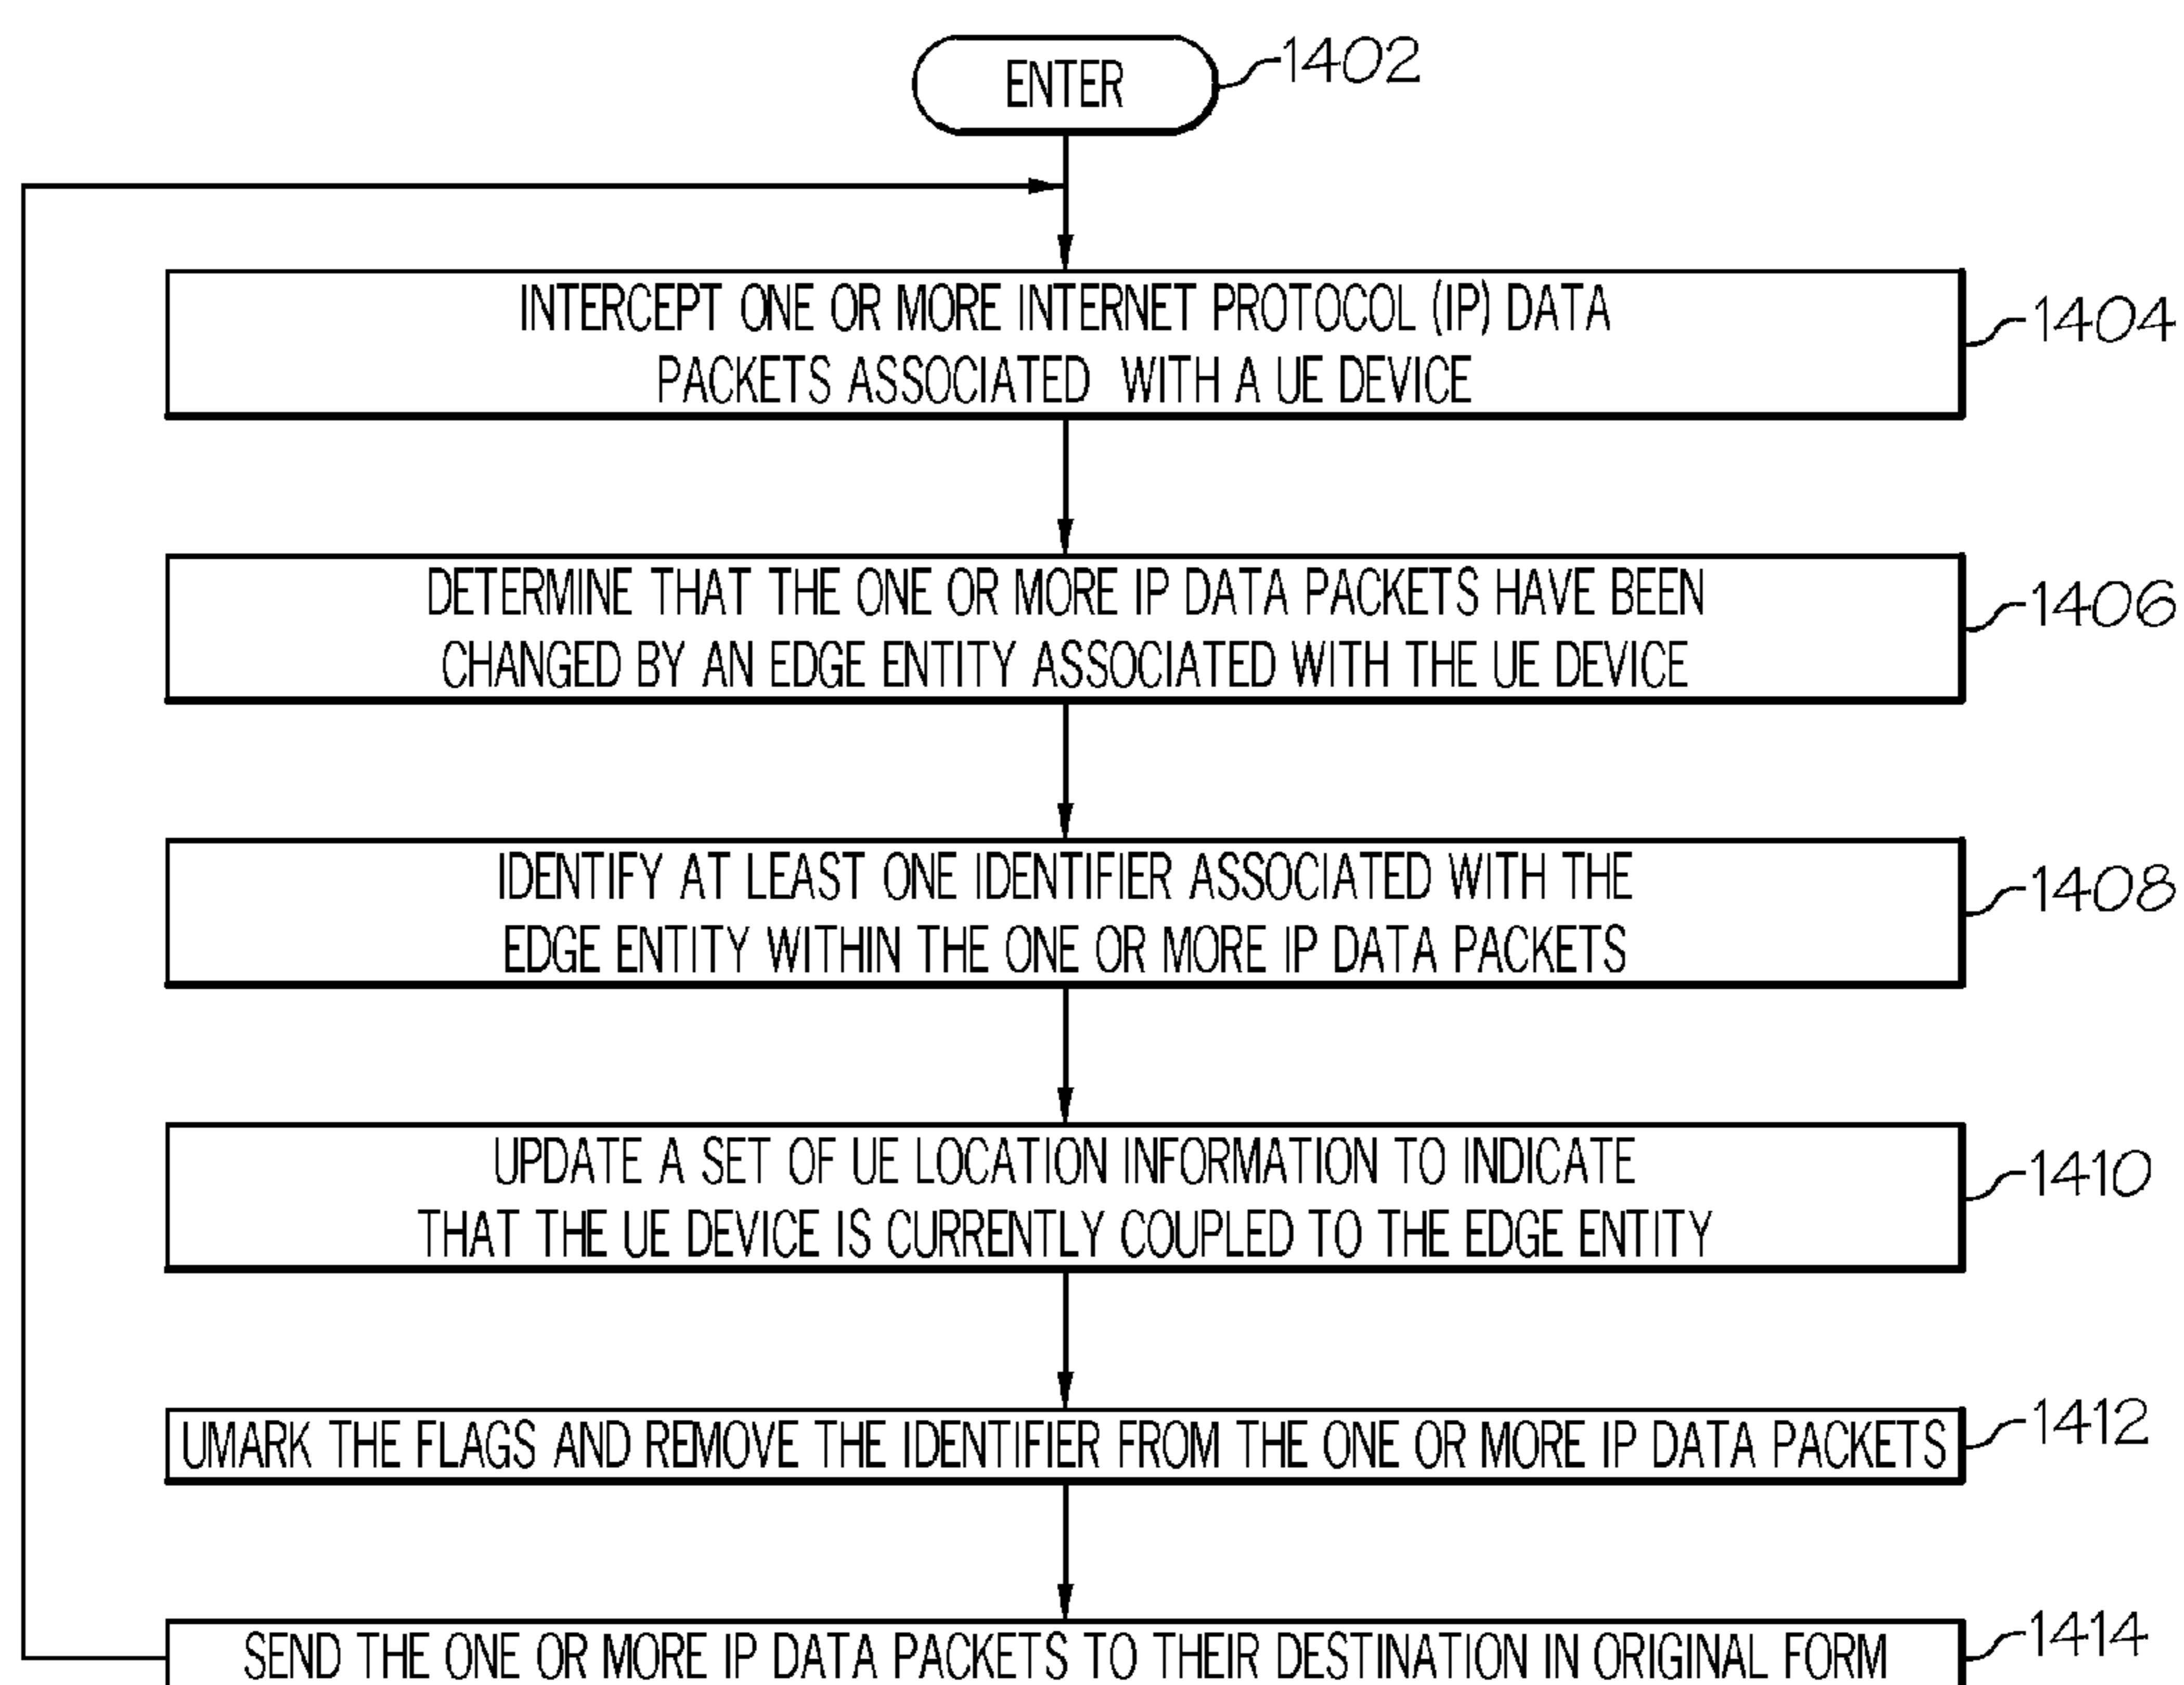 ENTER
1402
INTERCEPT ONE OR MORE INTERNET PROTOCOL (IP) DATA
PACKETS ASSOCIATED WITH A UE DEVICE
1404
DETERMINE THAT THE ONE OR MORE IP DATA PACKETS HAVE BEEN
CHANGED BY AN EDGE ENTITY ASSOCIATED WITH THE UE DEVICE
1406
IDENTIFY AT LEAST ONE IDENTIFIER ASSOCIATED WITH THE
EDGE ENTITY WITHIN THE ONE OR MORE IP DATA PACKETS
1408
UPDATE A SET OF UE LOCATION INFORMATION TO INDICATE
THAT THE UE DEVICE IS CURRENTLY COUPLED TO THE EDGE ENTITY
1410
UMARK THE FLAGS AND REMOVE THE IDENTIFIER FROM THE ONE OR MORE IP DATA PACKETS
1412
SEND THE ONE OR MORE IP DATA PACKETS TO THEIR DESTINATION IN ORIGINAL FORM
1414